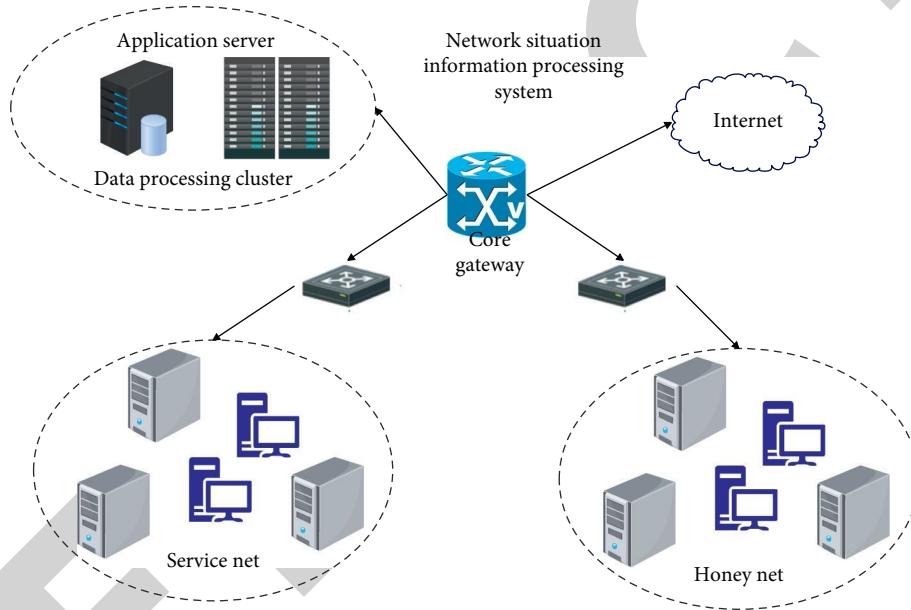 Application server
Data processing cluster
Network situation
information processing
system
Internet
V
Core
gateway
Service net
Honey net